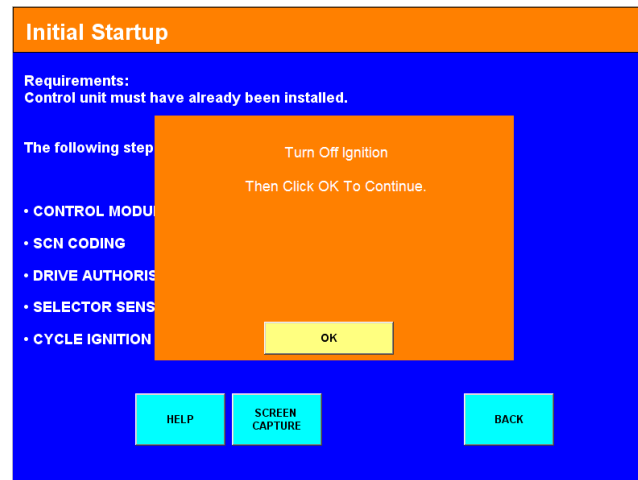 Initial Startup
Requirements:
Control unit must have already been installed.
The following step
Turn Off Ignition
Then Click OK To Continue.
• CONTROL MODU
• SCN CODING
• DRIVE AUTHORIS
• SELECTOR SENS
• CYCLE IGNITION
OK
HELP
SCREEN
CAPTURE
BACK